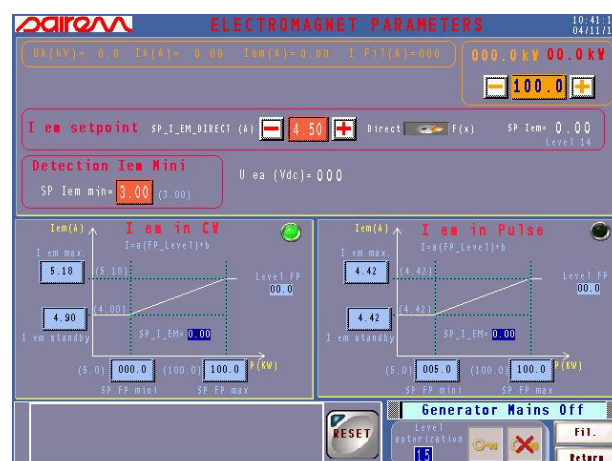 sairem ELECTROMAGNET PARAMETERS 10:41:1
04/11/1
UA(kV)= 0.0 IA(A)= 0.00 Iem(A)=0.00 I Fil(A)=000 000.0kW 00.0kW
100.0
I em setpoint SP_I_EM_DIRECT (A) 4.50 Direct F(x) SP Iem= 0.00
Level 14
Detection Iem Mini
SP Iem min= 3.00 (3.00) U ea (Vdc)= 000
Iem(A) I em in CW
I=a(FP_Level)+b
I em max.
5.18 (5.18)
Level FP
00.0
(4.00)
4.90
I em standby
SP_I_EM= 0.00
(5.0) 000.0 (100.0) 100.0 P(KW)
SP FP mini SP FP max
Iem(A) I em in Pulse
I=a(FP_Level)+b
I em max.
4.42 (4.42)
Level FP
00.0
(4.42)
4.42
I em standby
SP_I_EM= 0.00
(5.0) 005.0 (100.0) 100.0 P(KW)
SP FP mini SP FP max
Generator Mains Off
RESET
Level
autorization
15
Fil.
Return